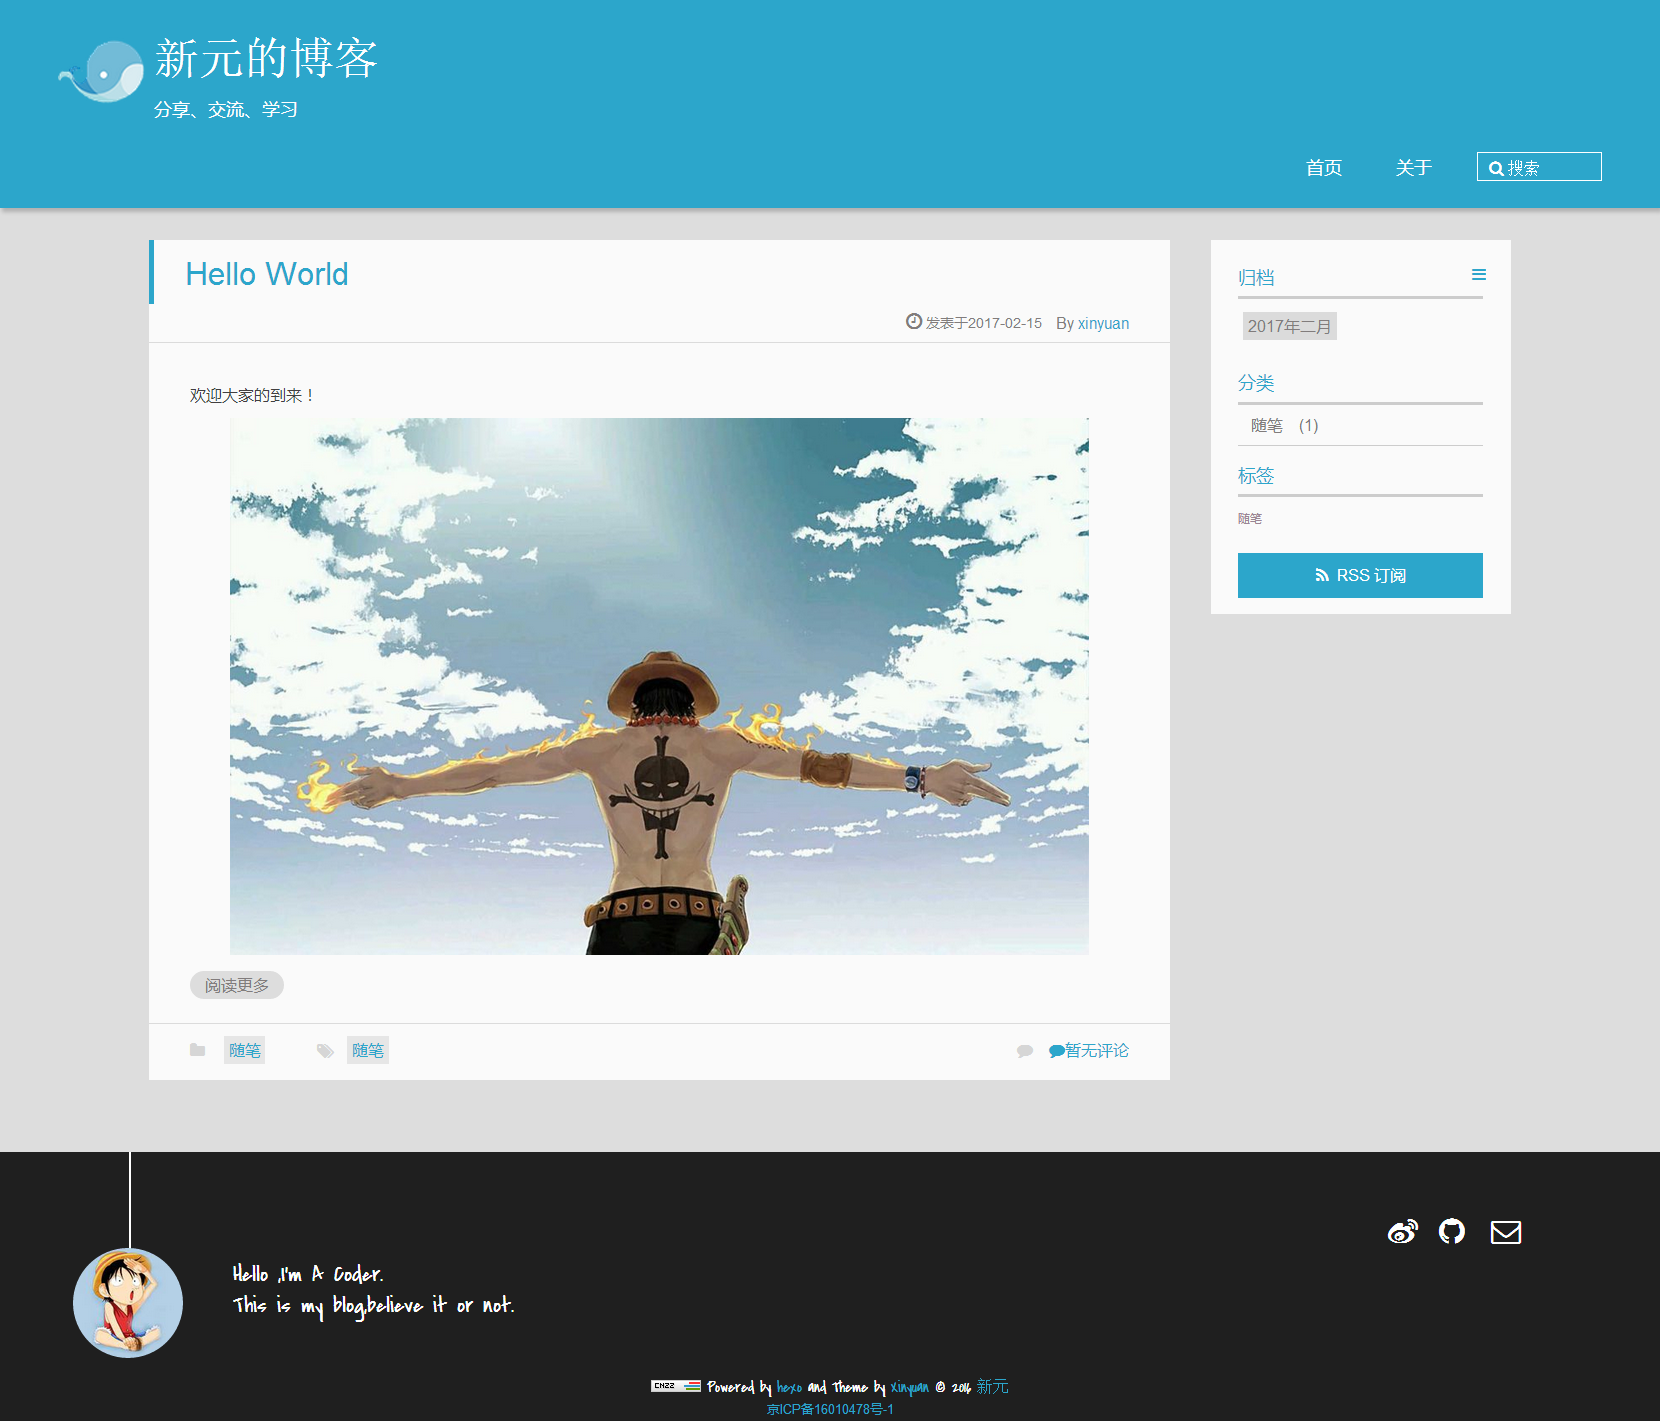 新元的博客
分享、交流、学习
首页 关于 搜索
Hello World
发表于2017-02-15 By xinyuan
欢迎大家的到来！
阅读更多
随笔 随笔 暂无评论
归档
2017年二月
分类
随笔 (1)
标签
随笔
RSS 订阅
Hello ,I'm A Coder.
This is my blog,believe it or not.
CNZZ Powered by hexo and Theme by Xinyuan © 2016 新元
京ICP备16010478号-1